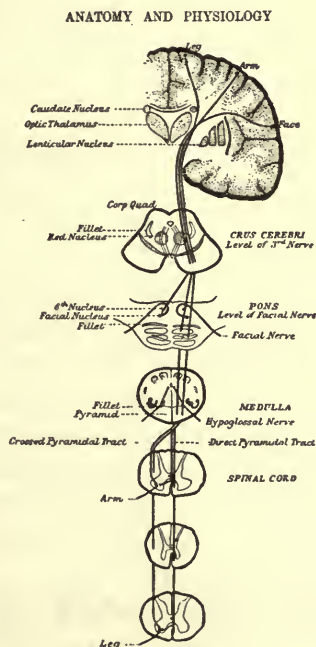 ANATOMY AND PHYSIOLOGY
Leg
Arm
Face
Caudate Nucleus
Optic Thalamus
Lenticular Nucleus
Corp Quad
Fillet
Red Nucleus
CRUS CEREBRI
Level of 3rd Nerve
6th Nucleus
Facial Nucleus
Fillet
PONS
Level of Facial Nerve
Facial Nerve
Fillet
Pyramid
MEDULLA
Hypoglossal Nerve
Crossed Pyramidal Tract
Direct Pyramidal Tract
SPINAL CORD
Arm
Leg